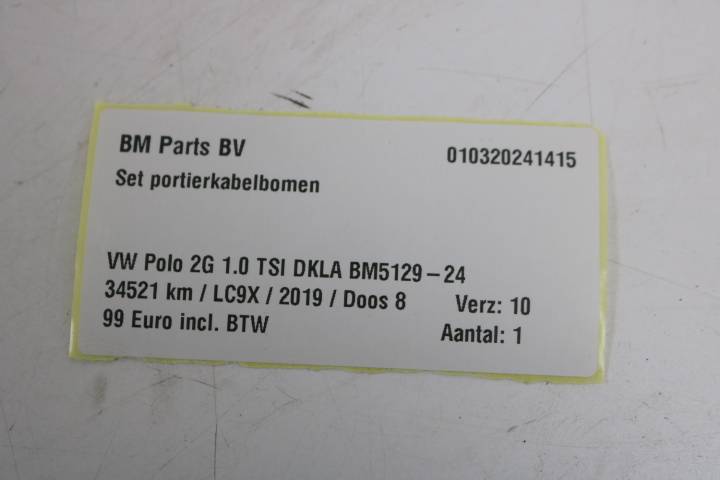 BM Parts BV 010320241415
Set portierkabelbomen
VW Polo 2G 1.0 TSI DKLA BM5129-24
34521 km / LC9X / 2019 / Doos 8 Verz: 10
99 Euro incl. BTW Aantal: 1